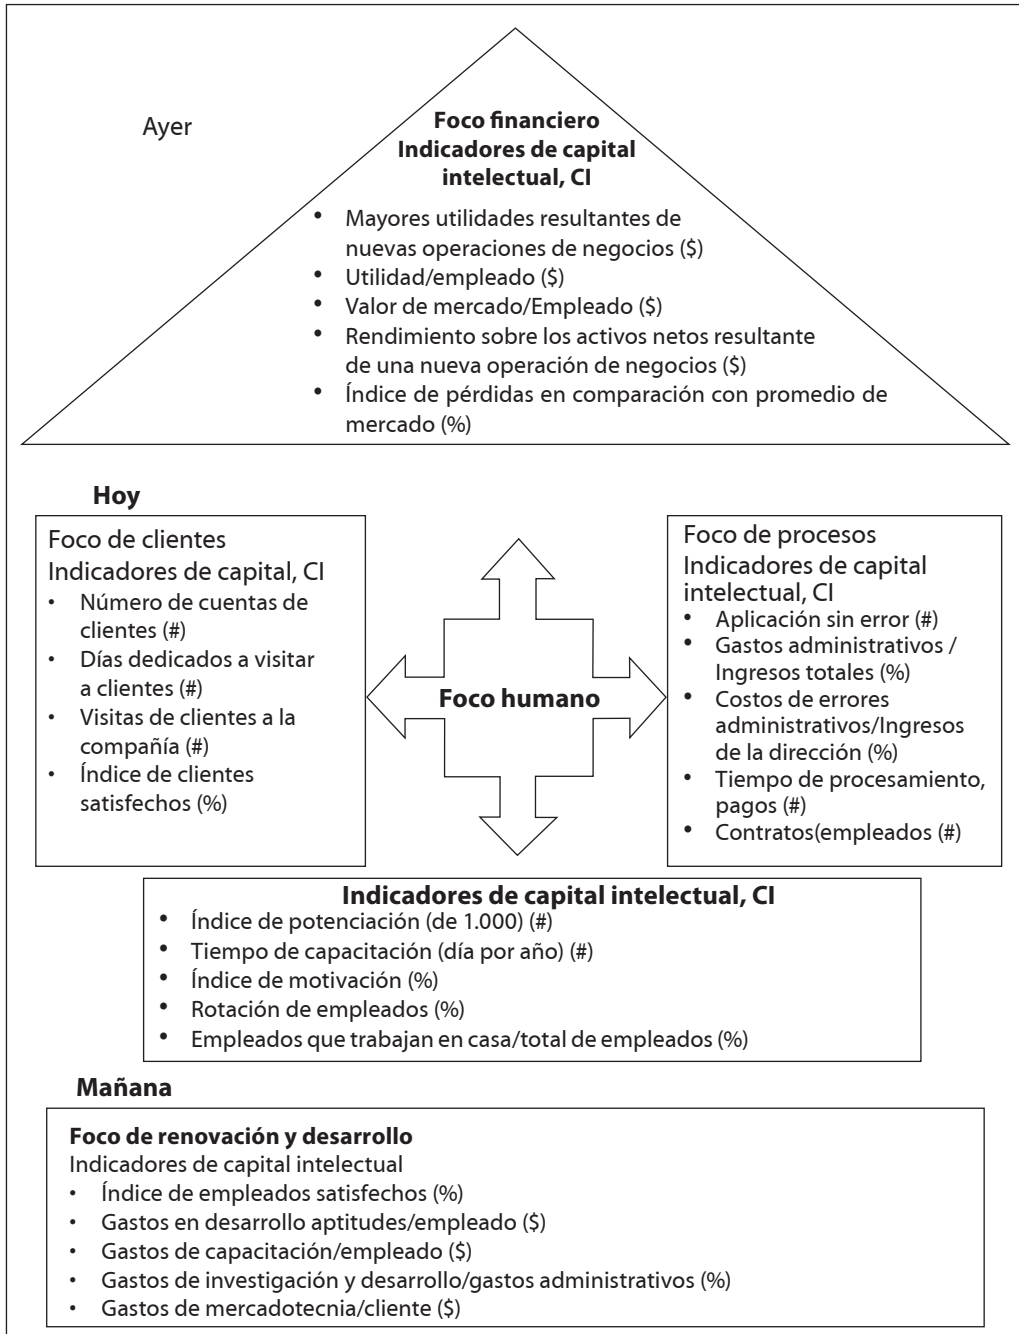 Ayer
Foco financiero
Indicadores de capital
intelectual, CI
• Mayores utilidades resultantes de
nuevas operaciones de negocios ($)
• Utilidad/empleado ($)
• Valor de mercado/Empleado ($)
• Rendimiento sobre los activos netos resultante
de una nueva operación de negocios ($)
• Índice de pérdidas en comparación con promedio de
mercado (%)
Hoy
Foco de clientes
Indicadores de capital, CI
• Número de cuentas de
clientes (#)
• Días dedicados a visitar
a clientes (#)
• Visitas de clientes a la
compañía (#)
• Índice de clientes
satisfechos (%)
Foco humano
Foco de procesos
Indicadores de capital
intelectual, CI
• Aplicación sin error (#)
• Gastos administrativos /
Ingresos totales (%)
• Costos de errores
administrativos/Ingresos
de la dirección (%)
• Tiempo de procesamiento,
pagos (#)
• Contratos(empleados (#)
Indicadores de capital intelectual, CI
• Índice de potenciación (de 1.000) (#)
• Tiempo de capacitación (día por año) (#)
• Índice de motivación (%)
• Rotación de empleados (%)
• Empleados que trabajan en casa/total de empleados (%)
Mañana
Foco de renovación y desarrollo
Indicadores de capital intelectual
• Índice de empleados satisfechos (%)
• Gastos en desarrollo aptitudes/empleado ($)
• Gastos de capacitación/empleado ($)
• Gastos de investigación y desarrollo/gastos administrativos (%)
• Gastos de mercadotecnia/cliente ($)